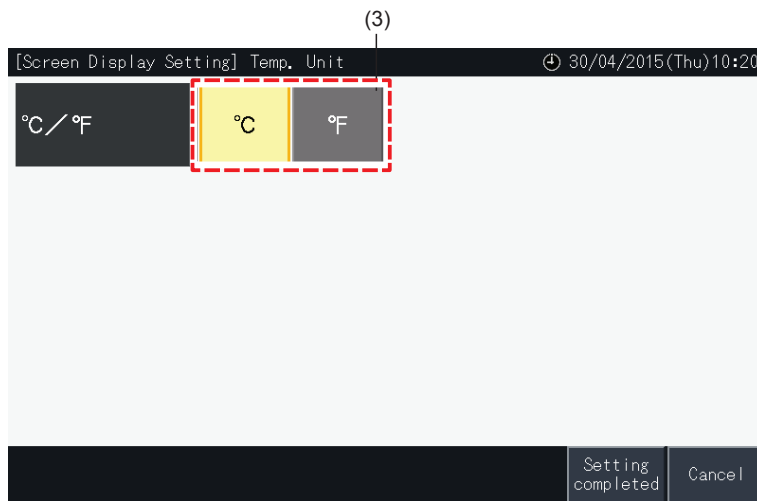 (3)
[Screen Display Setting] Temp. Unit 30/04/2015(Thu)10:20
℃／℉ ℃ ℉
Setting
completed Cancel